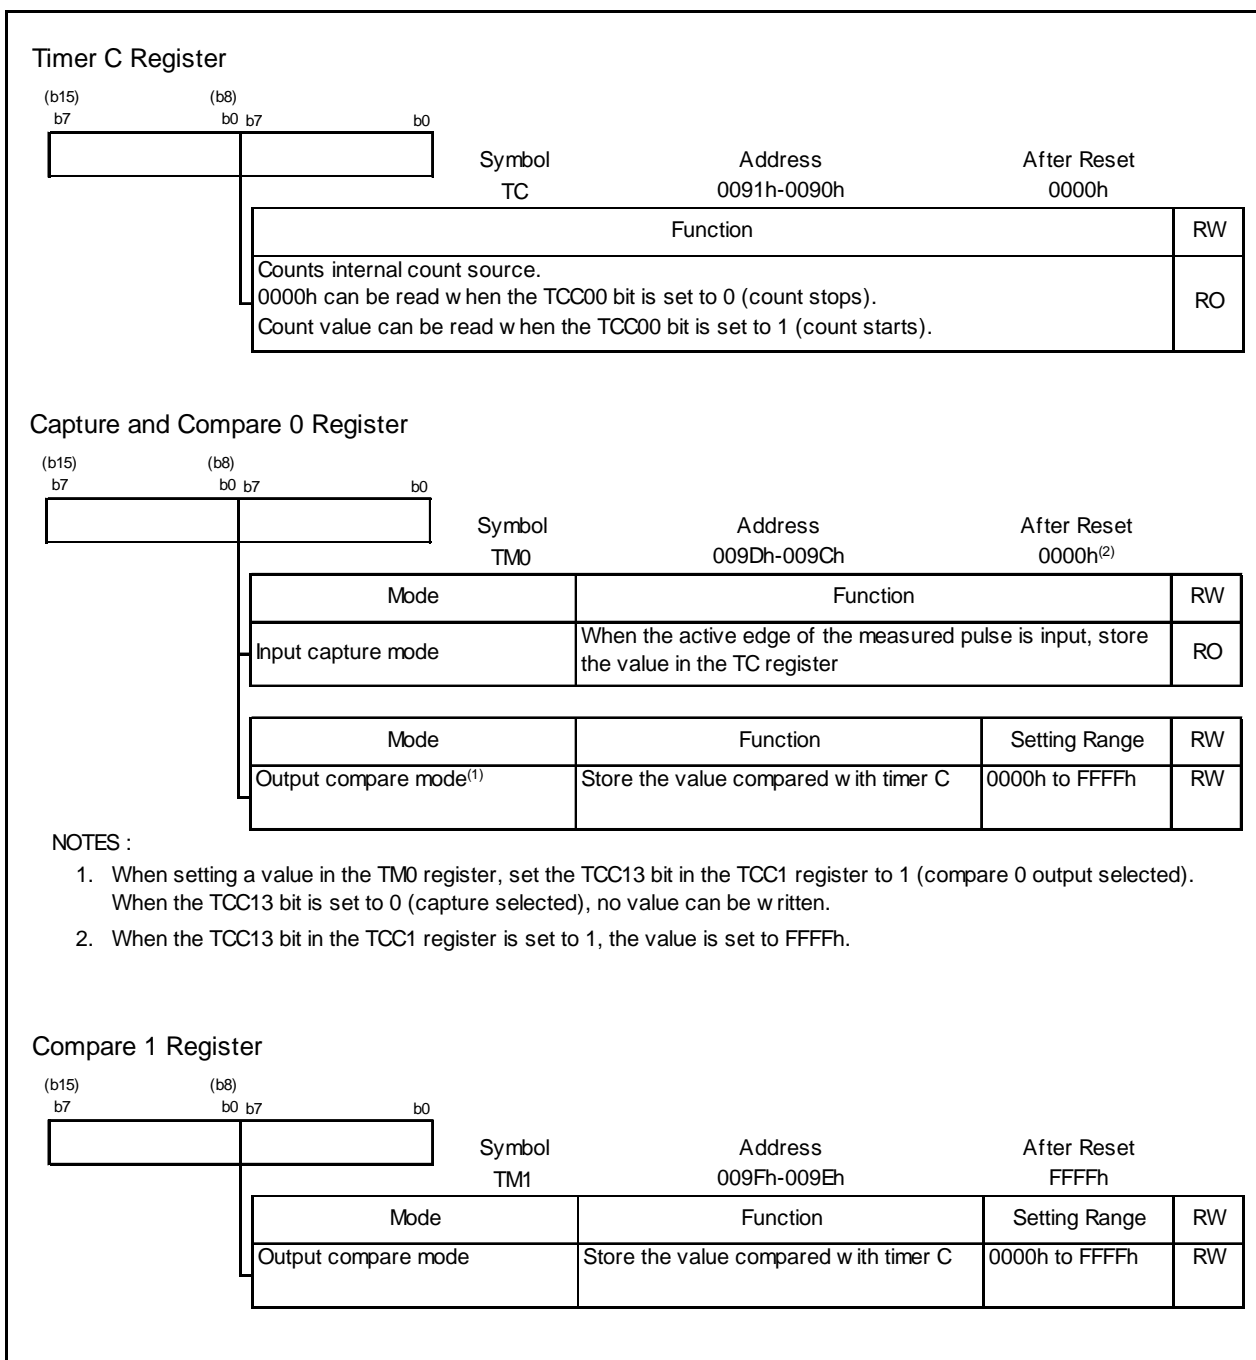 Timer C Register
(b15) (b8)
b7 b0 b7 b0
Symbol Address After Reset
TC 0091h-0090h 0000h
Function RW
Counts internal count source.
0000h can be read when the TCC00 bit is set to 0 (count stops).
Count value can be read when the TCC00 bit is set to 1 (count starts).
RO
Capture and Compare 0 Register
(b15) (b8)
b7 b0 b7 b0
Symbol Address After Reset
TM0 009Dh-009Ch 0000h(2)
Mode Function RW
Input capture mode
When the active edge of the measured pulse is input, store
the value in the TC register
RO
Mode Function Setting Range RW
Output compare mode(1) Store the value compared with timer C 0000h to FFFFh RW
NOTES :
1. When setting a value in the TM0 register, set the TCC13 bit in the TCC1 register to 1 (compare 0 output selected).
When the TCC13 bit is set to 0 (capture selected), no value can be written.
2. When the TCC13 bit in the TCC1 register is set to 1, the value is set to FFFFh.
Compare 1 Register
(b15) (b8)
b7 b0 b7 b0
Symbol Address After Reset
TM1 009Fh-009Eh FFFFh
Mode Function Setting Range RW
Output compare mode Store the value compared with timer C 0000h to FFFFh RW